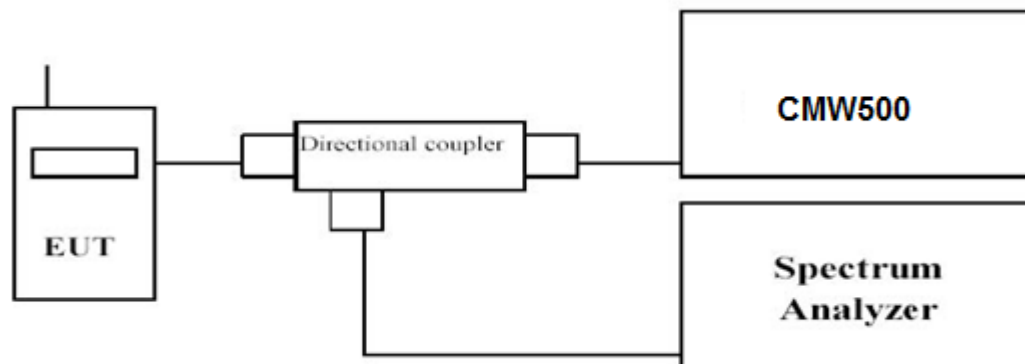 CMW500
Directional coupler
EUT
Spectrum
Analyzer